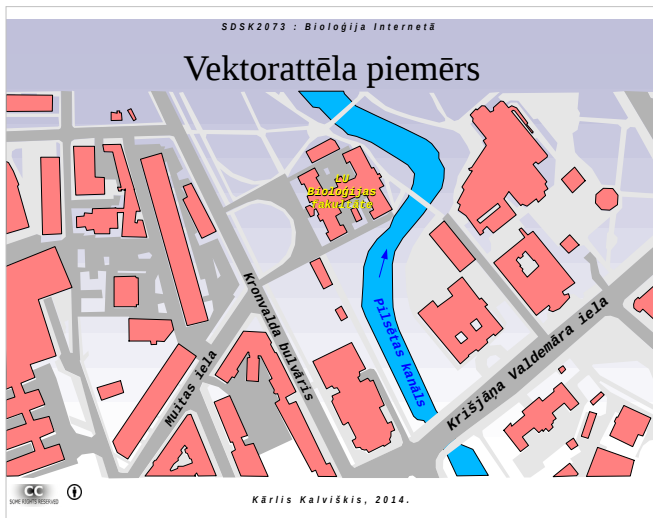 SDSK2073 : Bioloģija Internetā
Vektorattēla piemērs
LU
Bioloģijas
fakultāte
Kronvalda bulvāris
Pilsētas kanāls
Muitas iela
Krišjāņa Valdemāra iela
CC
SOME RIGHTS RESERVED
Kārlis Kalviškis, 2014.